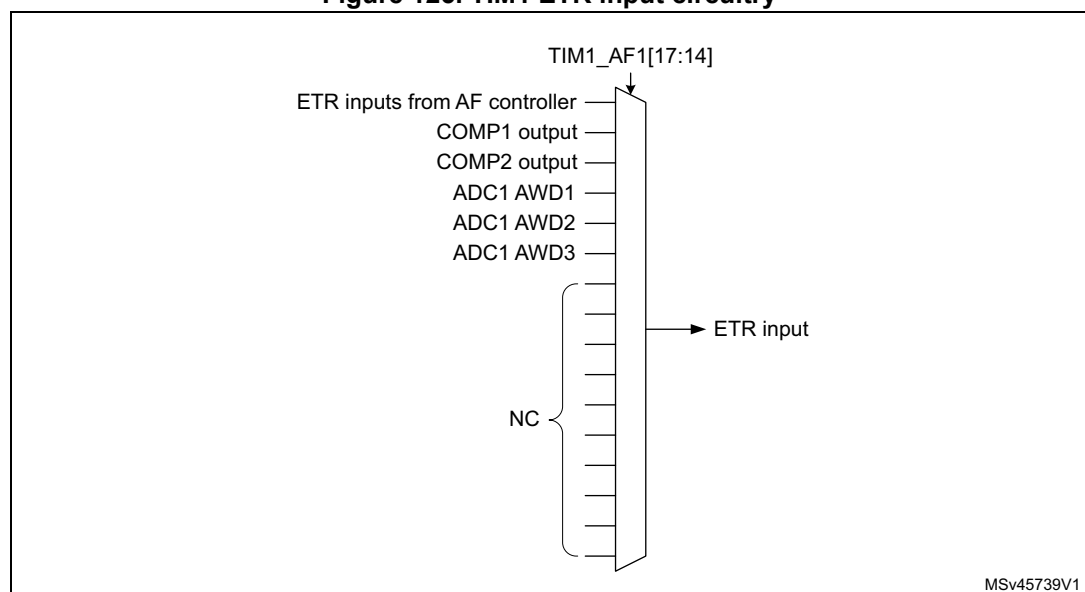 TIM1_AF1[17:14]
ETR inputs from AF controller
COMP1 output
COMP2 output
ADC1 AWD1
ADC1 AWD2
ADC1 AWD3
ETR input
NC
MSv45739V1